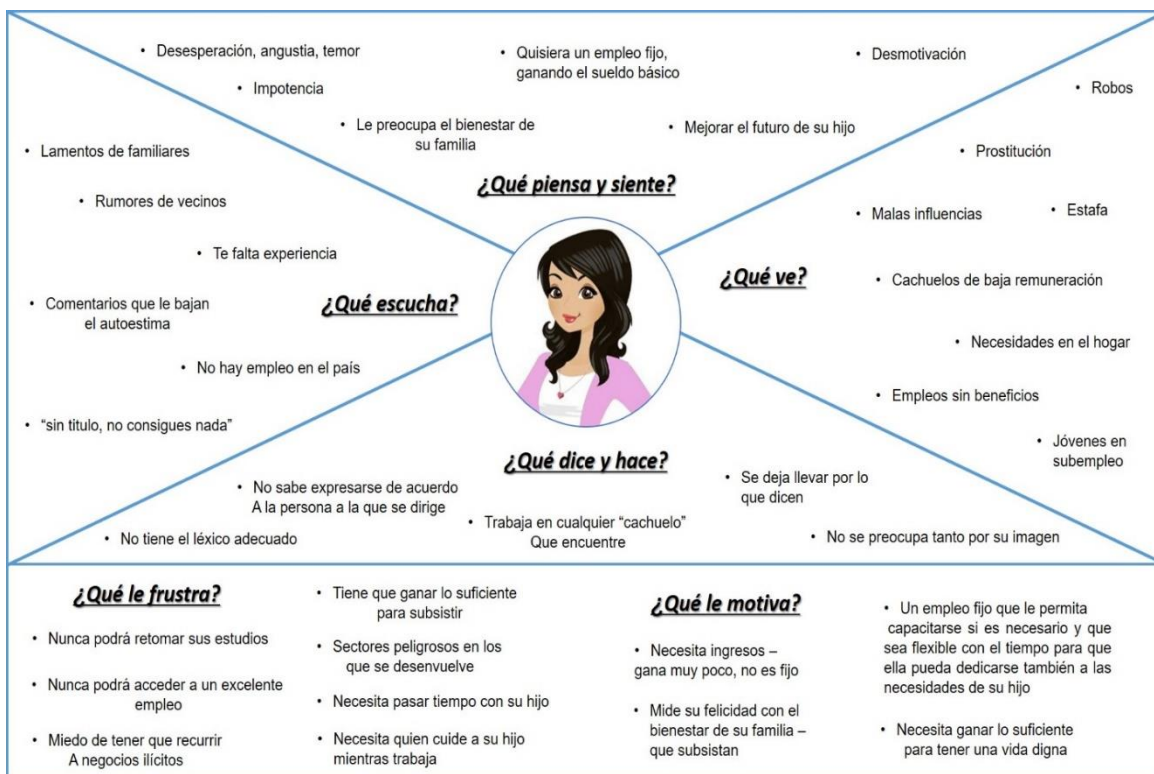 • Desesperación, angustia, temor
• Impotencia
• Le preocupa el bienestar de
su familia
• Quisiera un empleo fijo,
ganando el sueldo básico
• Desmotivación
• Mejorar el futuro de su hijo
¿Qué piensa y siente?
• Lamentos de familiares
• Rumores de vecinos
• Te falta experiencia
• Comentarios que le bajan
el autoestima
¿Qué escucha?
• No hay empleo en el país
• “sin titulo, no consigues nada”
• Robos
• Prostitución
• Malas influencias
• Estafa
¿Qué ve?
• Cachuelos de baja remuneración
• Necesidades en el hogar
• Empleos sin beneficios
• Jóvenes en
subempleo
¿Qué dice y hace?
• No sabe expresarse de acuerdo
A la persona a la que se dirige
• No tiene el léxico adecuado
• Trabaja en cualquier “cachuelo”
Que encuentre
• Se deja llevar por lo
que dicen
• No se preocupa tanto por su imagen
¿Qué le frustra?
• Nunca podrá retomar sus estudios
• Nunca podrá acceder a un excelente
empleo
• Miedo de tener que recurrir
A negocios ilícitos
• Tiene que ganar lo suficiente
para subsistir
• Sectores peligrosos en los
que se desenvuelve
• Necesita pasar tiempo con su hijo
• Necesita quien cuide a su hijo
mientras trabaja
¿Qué le motiva?
• Necesita ingresos –
gana muy poco, no es fijo
• Mide su felicidad con el
bienestar de su familia –
que subsistan
• Un empleo fijo que le permita
capacitarse si es necesario y que
sea flexible con el tiempo para que
ella pueda dedicarse también a las
necesidades de su hijo
• Necesita ganar lo suficiente
para tener una vida digna